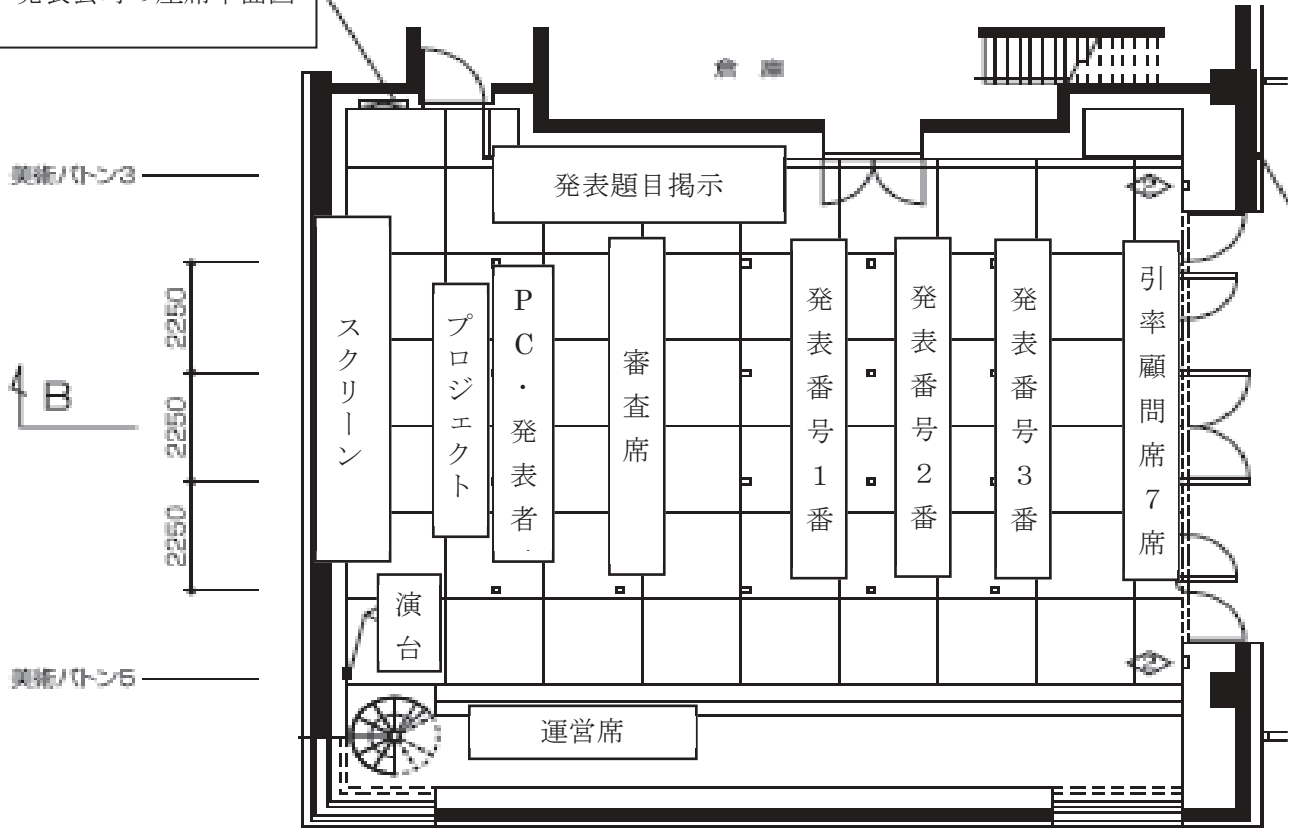 発表会時の座席平面図
倉庫
美術バトン3
発表題目掲示
スクリーン
プロジェクト
PC・発表者
審査席
発表番号1番
発表番号2番
発表番号3番
引率顧問席7席
2250
2250
2250
B
演台
美術バトン5
運営席